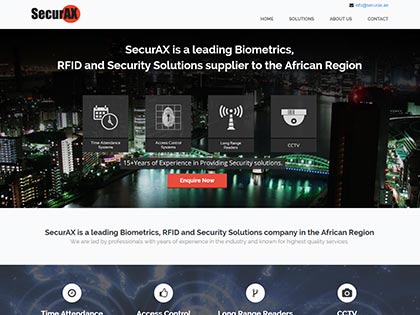 SecurAX
info@securax.ae
HOME SOLUTIONS ABOUT US CONTACT
SecurAX is a leading Biometrics,
RFID and Security Solutions supplier to the African Region
Time Attendance
Systems
Access Control
Systems
Long Range
Readers
CCTV
15+Years of Experience in Providing Security solutions.
Enquire Now
SecurAX is a leading Biometrics, RFID and Security Solutions company in the African Region
We are led by professionals with years of experience in the industry and known for highest quality services
Time Attendance Access Control Long Range Readers CCTV